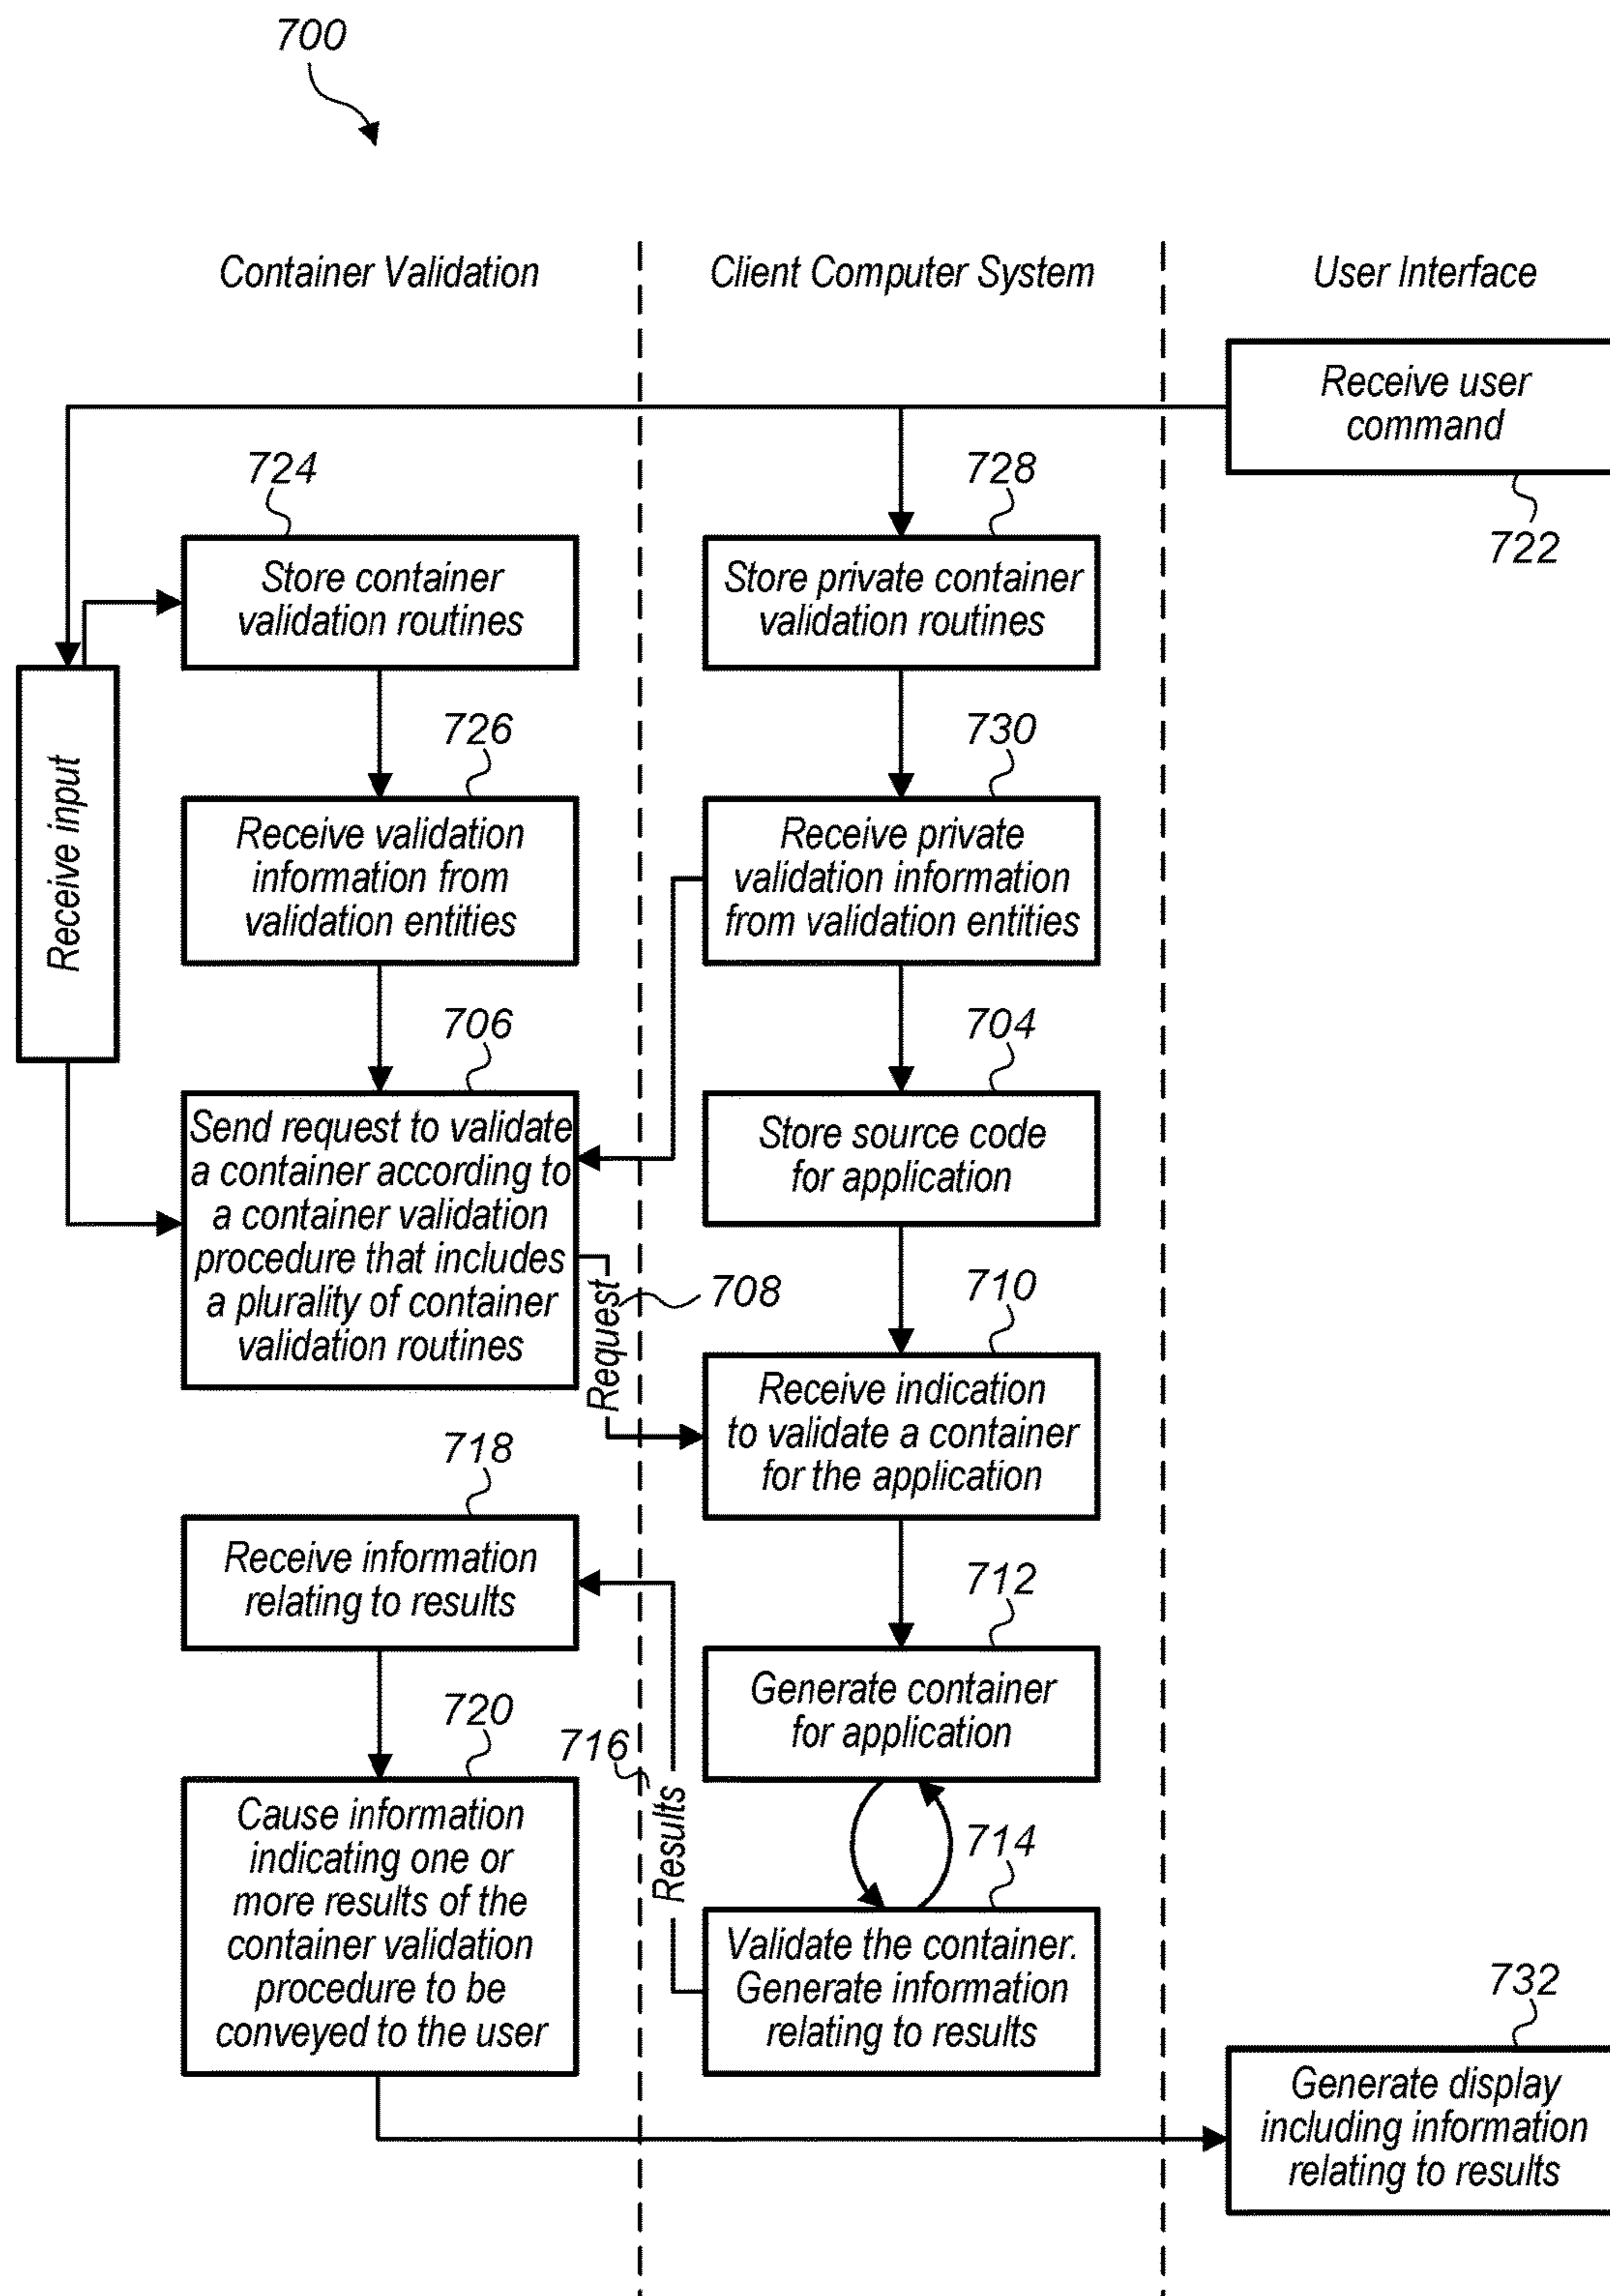 700
Container Validation
Client Computer System
User Interface
Receive user
command
722
724
Store container
validation routines
728
Store private container
validation routines
Receive input
726
Receive validation
information from
validation entities
730
Receive private
validation information
from validation entities
706
Send request to validate
a container according to
a container validation
procedure that includes
a plurality of container
validation routines
704
Store source code
for application
Request
708
710
Receive indication
to validate a container
for the application
718
Receive information
relating to results
712
Generate container
for application
720
Cause information
indicating one or
more results of the
container validation
procedure to be
conveyed to the user
716
Results
714
Validate the container.
Generate information
relating to results
732
Generate display
including information
relating to results